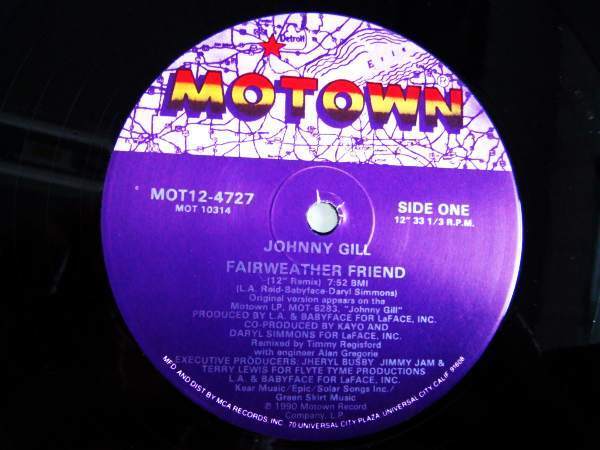 Detroit
Erie
MOTOWN
MOT12-4727
MOT 10314
SIDE ONE
12" 33 1/3 R.P.M.
JOHNNY GILL
FAIRWEATHER FRIEND
(12" Remix) 7:52 BMI
(L.A. Reid-Babyface-Daryl Simmons)
Original version appears on the
Motown LP, MOT-6283, "Johnny Gill"
PRODUCED BY L.A. & BABYFACE FOR LaFACE, INC.
CO-PRODUCED BY KAYO AND
DARYL SIMMONS FOR LaFACE, INC.
Remixed by Timmy Regisford
with engineer Alan Gregorie
EXECUTIVE PRODUCERS: JHERYL BUSBY, JIMMY JAM &
TERRY LEWIS FOR FLYTE TYME PRODUCTIONS
L.A. & BABYFACE FOR LaFACE, INC.
Kear Music/Epic/Solar Songs Inc./
Green Skirt Music
℗ © 1990 Motown Record
Company, L.P.
MFD. AND DIST. BY MCA RECORDS, INC. 70 UNIVERSAL CITY PLAZA, UNIVERSAL CITY, CALIF. 91608